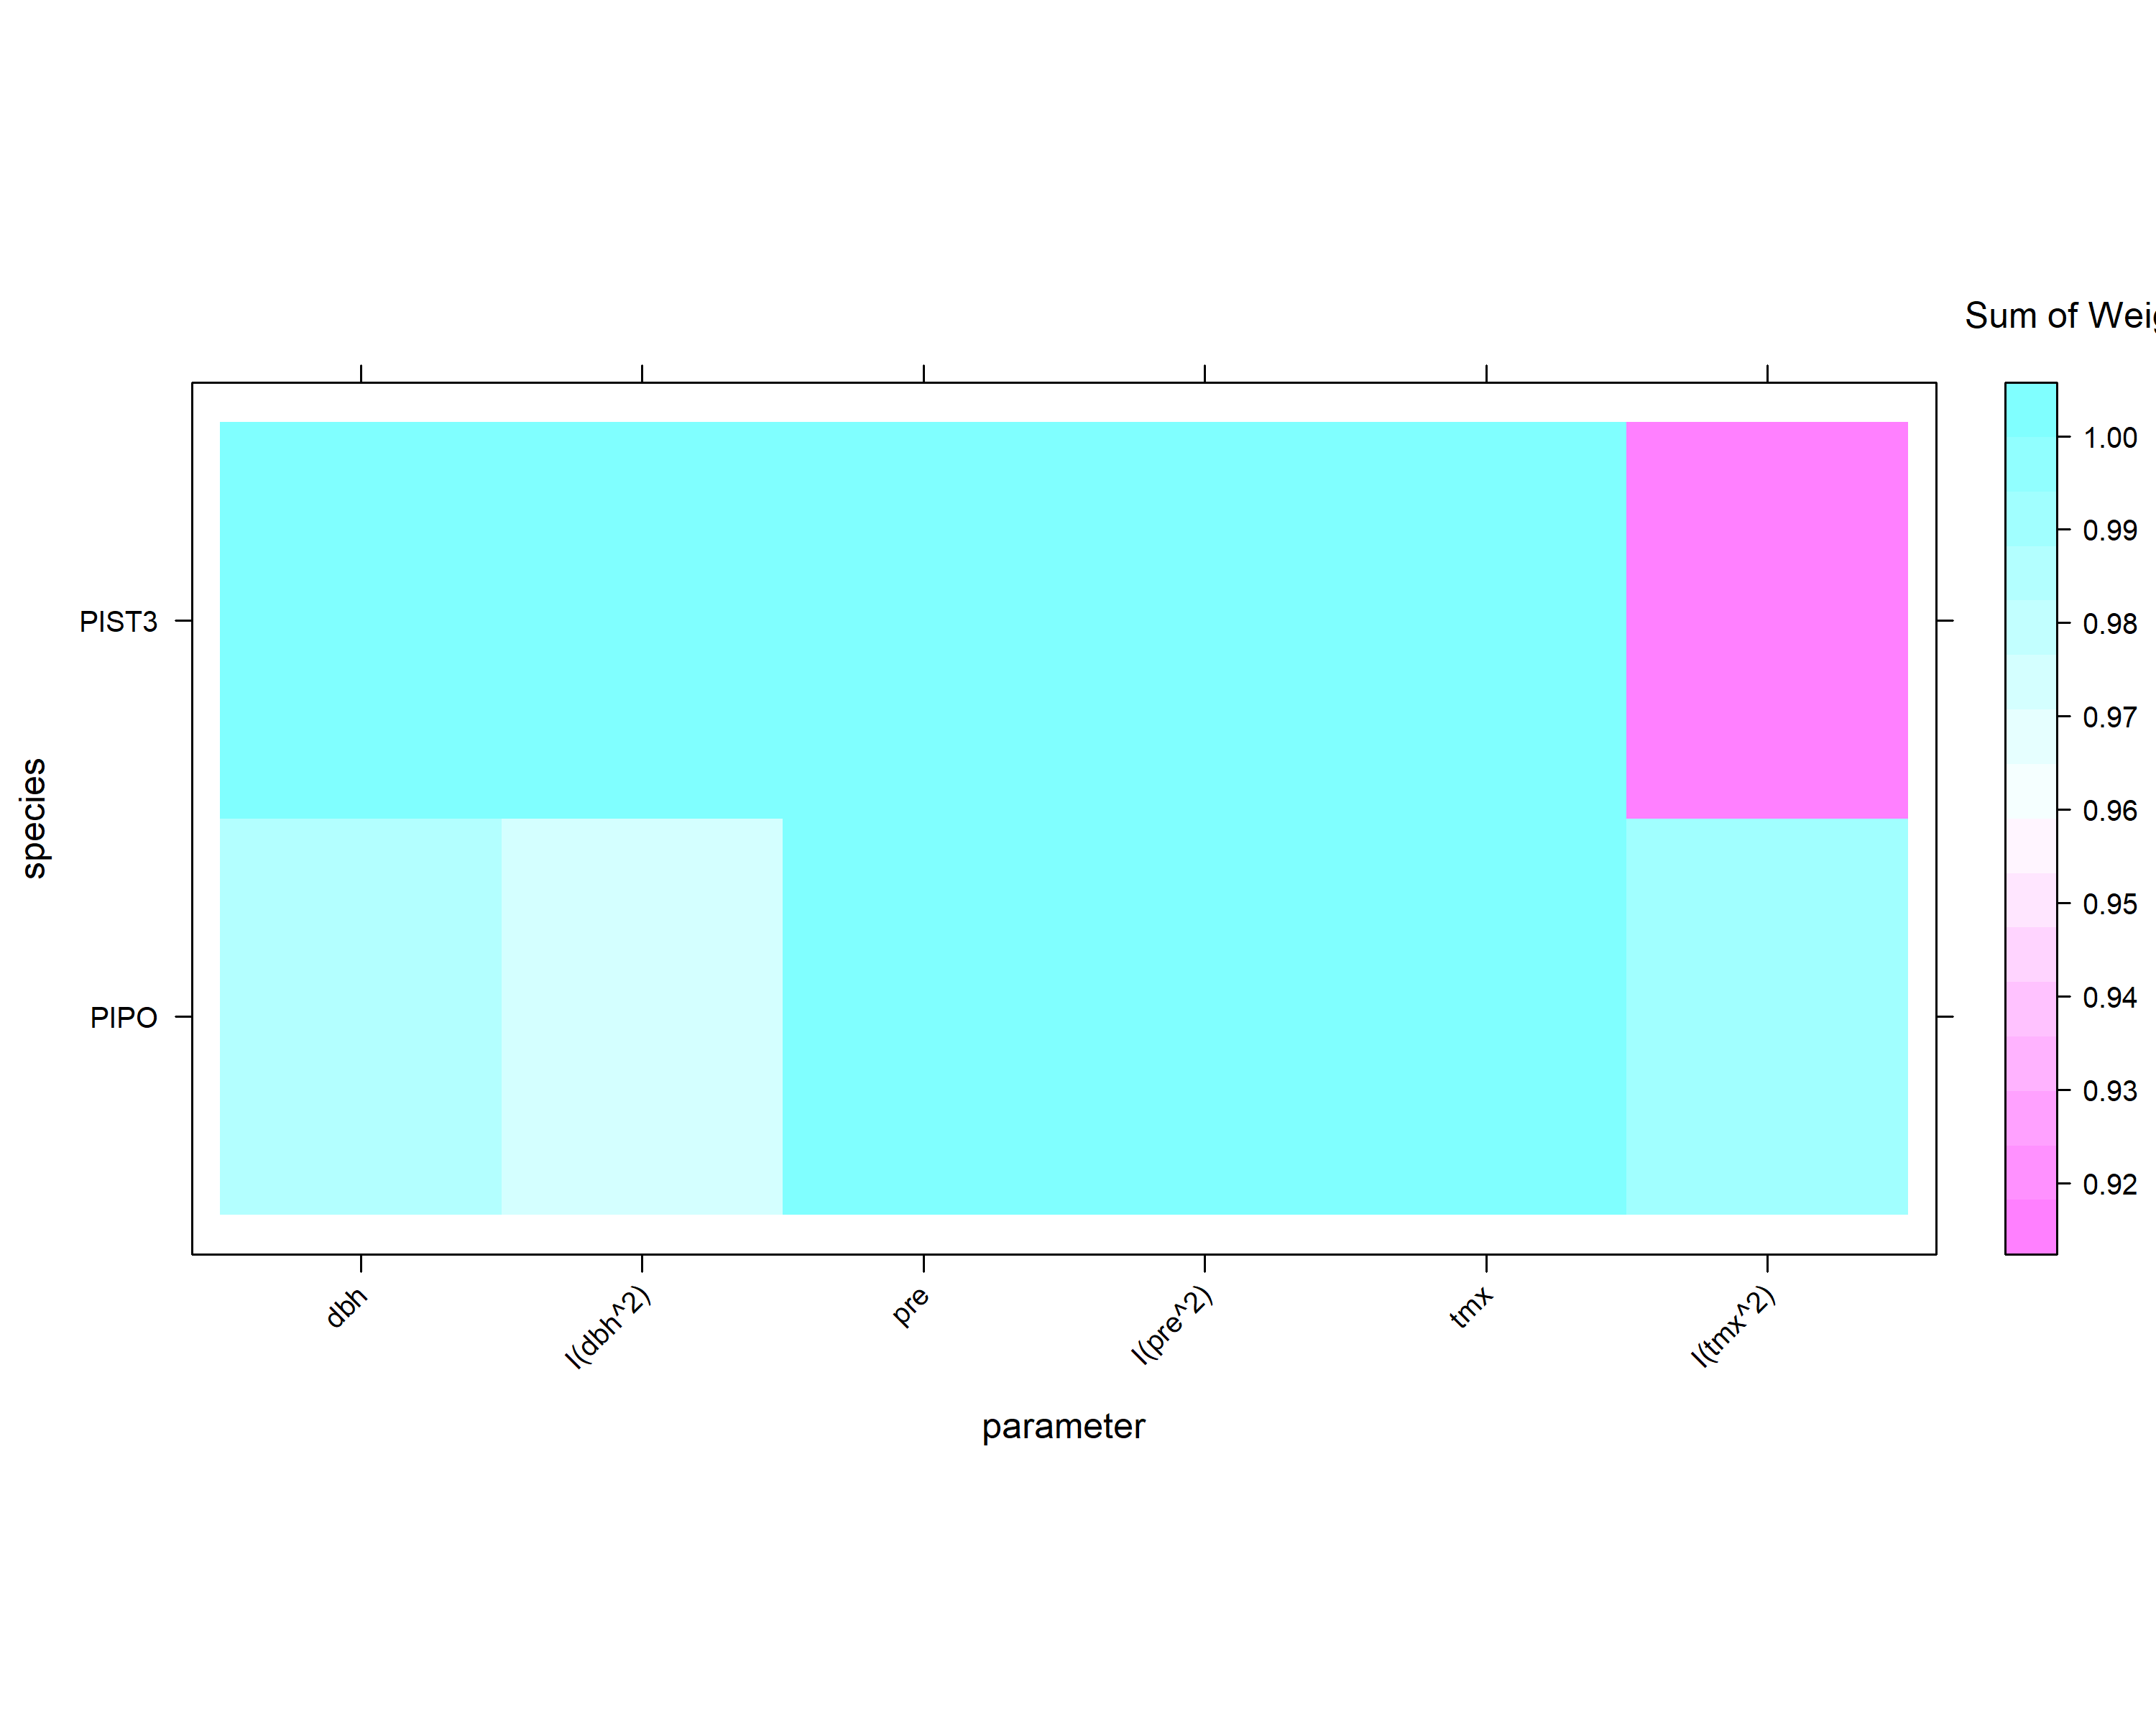 Sum of Weig
1.00
0.99
0.98
0.97
0.96
0.95
0.94
0.93
0.92
species
PIST3
PIPO
dbh
I(dbh^2)
pre
I(pre^2)
tmx
I(tmx^2)
parameter